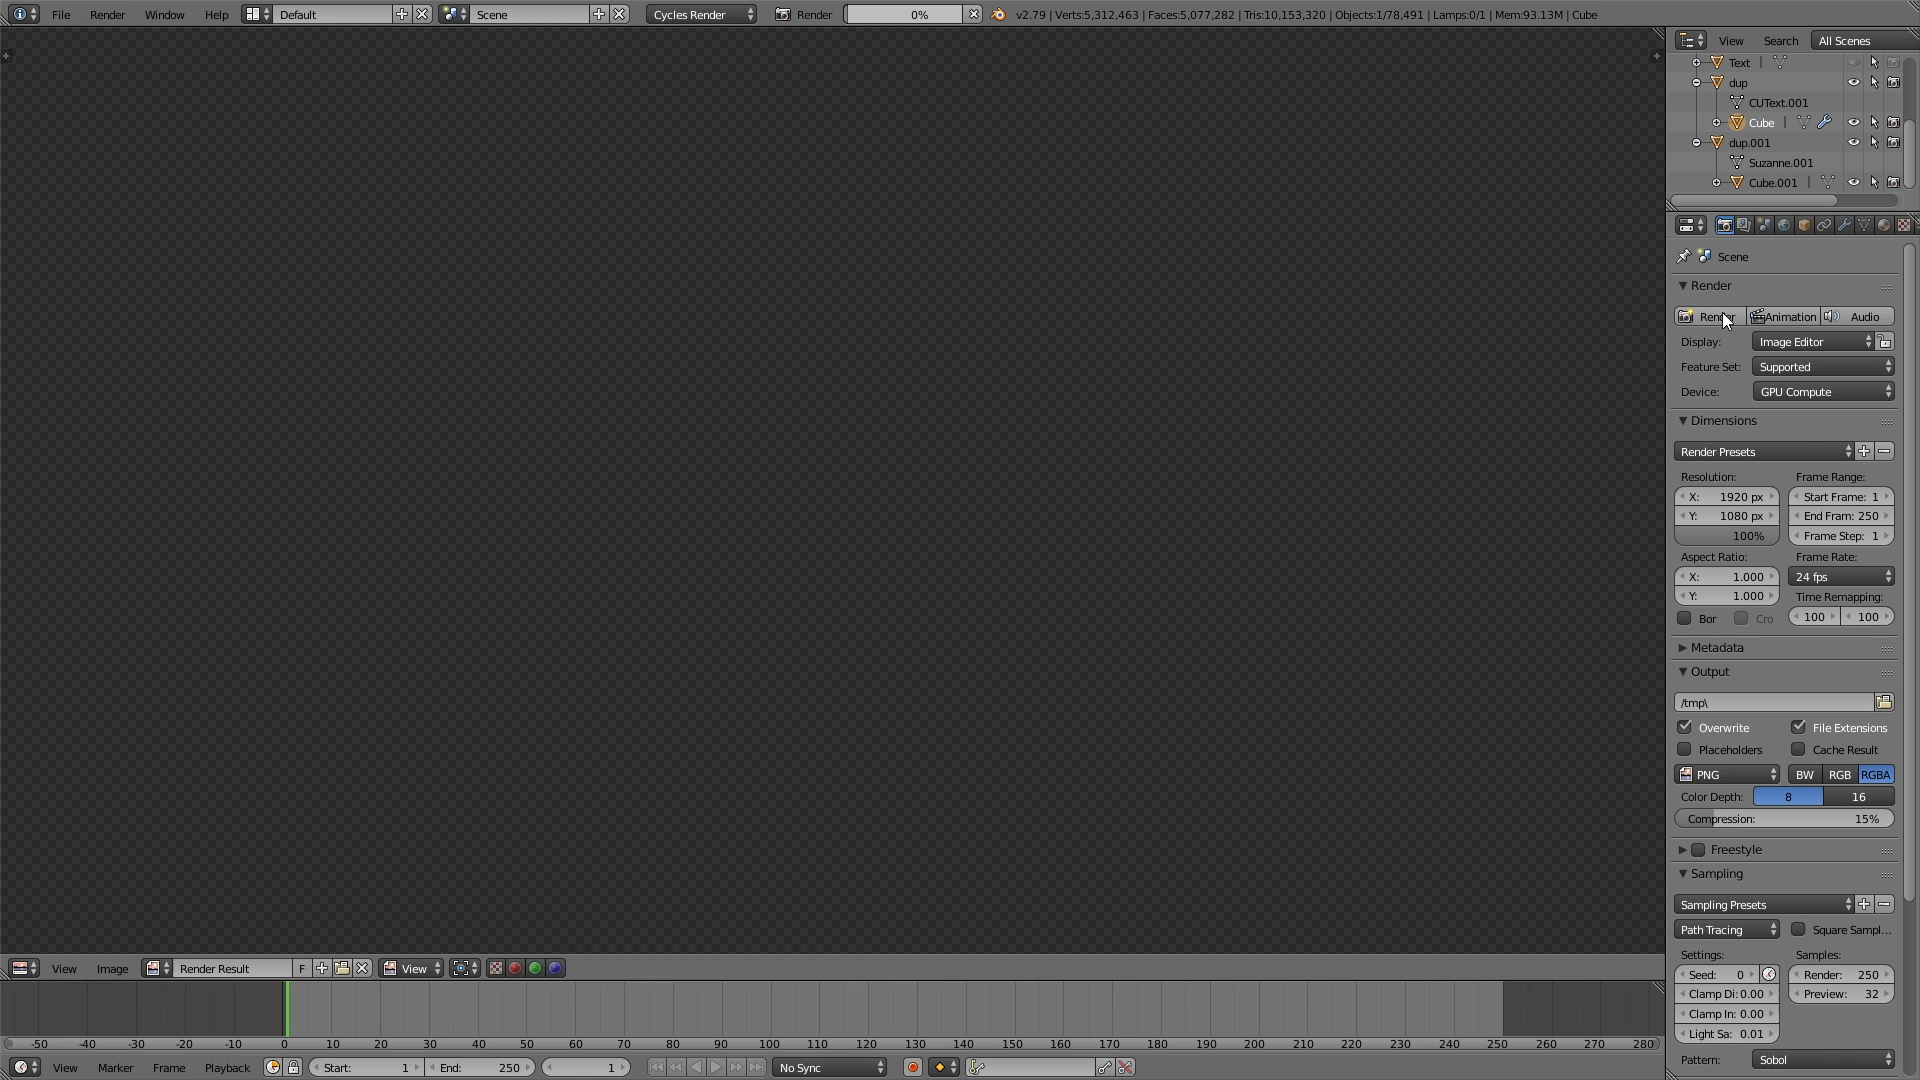 File Render Window Help Default Scene Cycles Render Render 0% v2.79 | Verts:5,312,463 | Faces:5,077,282 | Tris:10,153,320 | Objects:1/78,491 | Lamps:0/1 | Mem:93.13M | Cube
View Search All Scenes
Text
dup
CUText.001
Cube
dup.001
Suzanne.001
Cube.001
Scene
Render
Render Animation Audio
Display: Image Editor
Feature Set: Supported
Device: GPU Compute
Dimensions
Render Presets
Resolution: Frame Range:
X: 1920 px Start Frame: 1
Y: 1080 px End Fram: 250
100% Frame Step: 1
Aspect Ratio: Frame Rate:
X: 1.000 24 fps
Y: 1.000 Time Remapping:
Bor Cro 100 100
Metadata
Output
/tmp\
Overwrite File Extensions
Placeholders Cache Result
PNG BW RGB RGBA
Color Depth: 8 16
Compression: 15%
Freestyle
Sampling
Sampling Presets
Path Tracing Square Sampl...
Settings: Samples:
Seed: 0 Render: 250
Clamp Di: 0.00 Preview: 32
Clamp In: 0.00
Light Sa: 0.01
Pattern: Sobol
View Image Render Result F View
-50 -40 -30 -20 -10 0 10 20 30 40 50 60 70 80 90 100 110 120 130 140 150 160 170 180 190 200 210 220 230 240 250 260 270 280
View Marker Frame Playback Start: 1 End: 250 1 No Sync